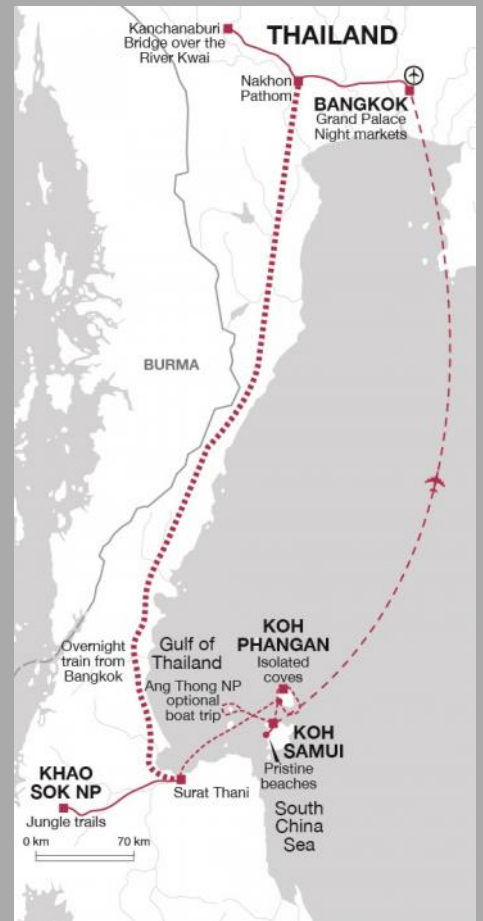 Kanchanaburi
Bridge over the
River Kwai
THAILAND
Nakhon
Pathom
BANGKOK
Grand Palace
Night markets
BURMA
KOH
PHANGAN
Isolated
coves
Gulf of
Thailand
Overnight
train from
Bangkok
Ang Thong NP
optional
boat trip
KOH
SAMUI
Pristine
beaches
KHAO
SOK NP
Jungle trails
Surat Thani
South
China
Sea
0 km 70 km